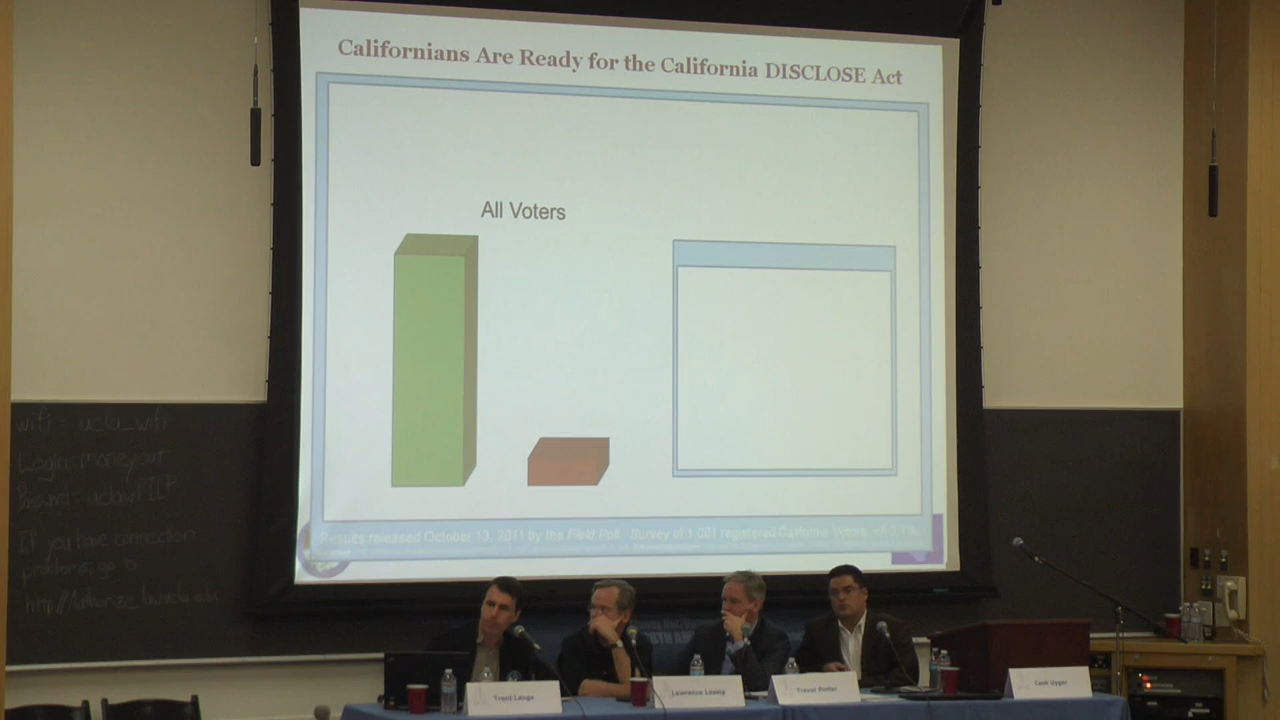 Californians Are Ready for the California DISCLOSE Act
All Voters
Results released October 13, 2011 by the Field Poll. Survey of 1,001 registered California Voters,
wifi - ucla_wifi
Login: moneyout
If you have connection
problems, go to
Trent Lange
Lawrence Lessig
Trevor Potter
Cenk Uygur